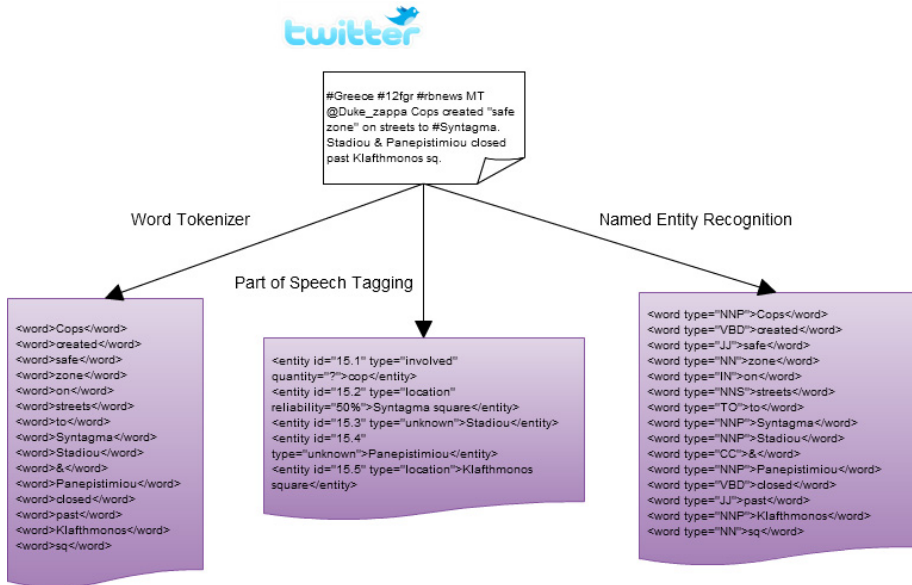 twitter
#Greece #12fgr #rbnews MT
@Duke_zappa Cops created "safe
zone" on streets to #Syntagma.
Stadiou & Panepistimiou closed
past Klafthmonos sq.
Word Tokenizer
Named Entity Recognition
Part of Speech Tagging
<word>Cops</word>
<word>created</word>
<word>safe</word>
<word>zone</word>
<word>on</word>
<word>streets</word>
<word>to</word>
<word>Syntagma</word>
<word>Stadiou</word>
<word>&</word>
<word>Panepistimiou</word>
<word>closed</word>
<word>past</word>
<word>Klafthmonos</word>
<word>sq</word>
<entity id="15.1" type="involved"
quantity="?">cop</entity>
<entity id="15.2" type="location"
reliability="50%">Syntagma square</entity>
<entity id="15.3" type="unknown">Stadiou</entity>
<entity id="15.4"
type="unknown">Panepistimiou</entity>
<entity id="15.5" type="location">Klafthmonos
square</entity>
<word type="NNP">Cops</word>
<word type="VBD">created</word>
<word type="JJ">safe</word>
<word type="NN">zone</word>
<word type="IN">on</word>
<word type="NNS">streets</word>
<word type="TO">to</word>
<word type="NNP">Syntagma</word>
<word type="NNP">Stadiou</word>
<word type="CC">&</word>
<word type="NNP">Panepistimiou</word>
<word type="VBD">closed</word>
<word type="JJ">past</word>
<word type="NNP">Klafthmonos</word>
<word type="NN">sq</word>